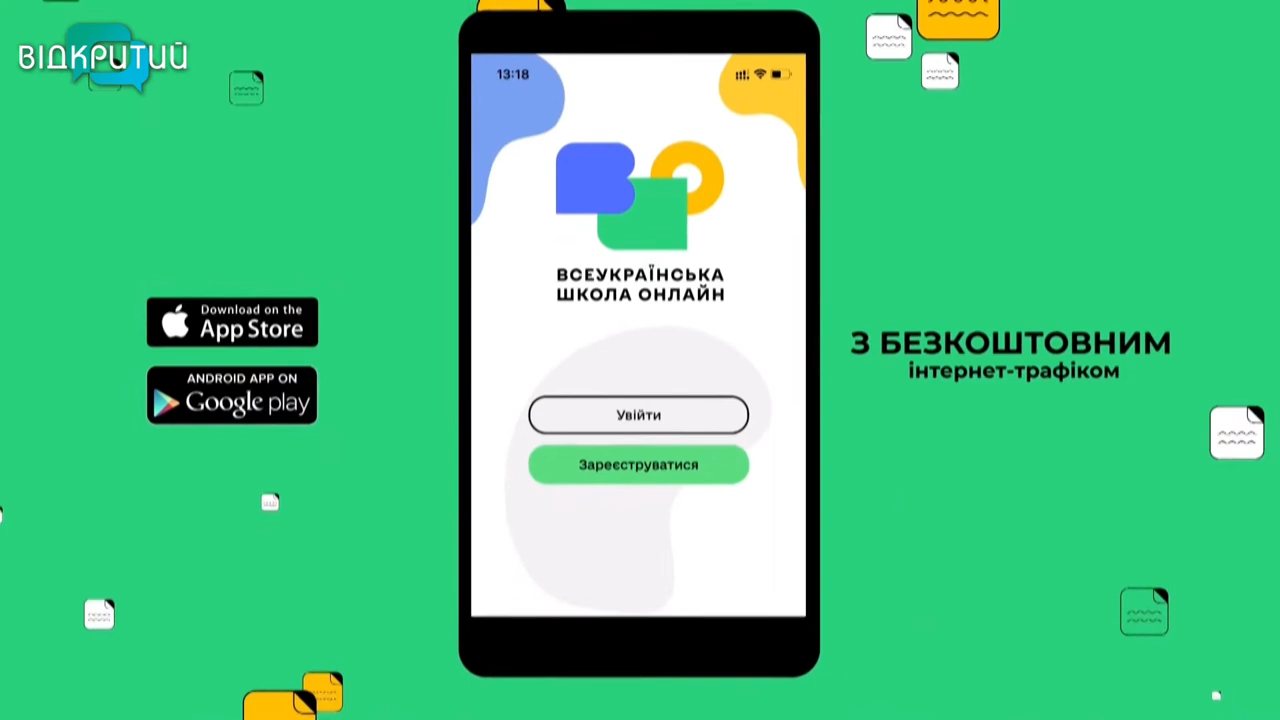 ВІДКРИТИЙ
13:18
ВСЕУКРАЇНСЬКА
ШКОЛА ОНЛАЙН
Увійти
Зареєструватися
Download on the
App Store
ANDROID APP ON
Google play
З БЕЗКОШТОВНИМ
інтернет-трафіком